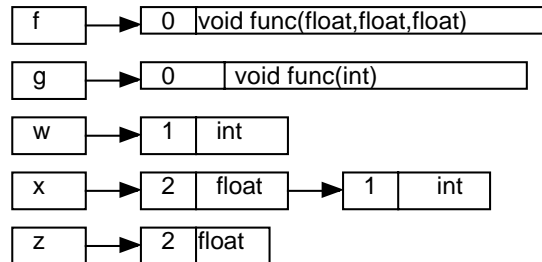 f 0 void func(float,float,float)
g 0 void func(int)
w 1 int
x 2 float 1 int
z 2 float